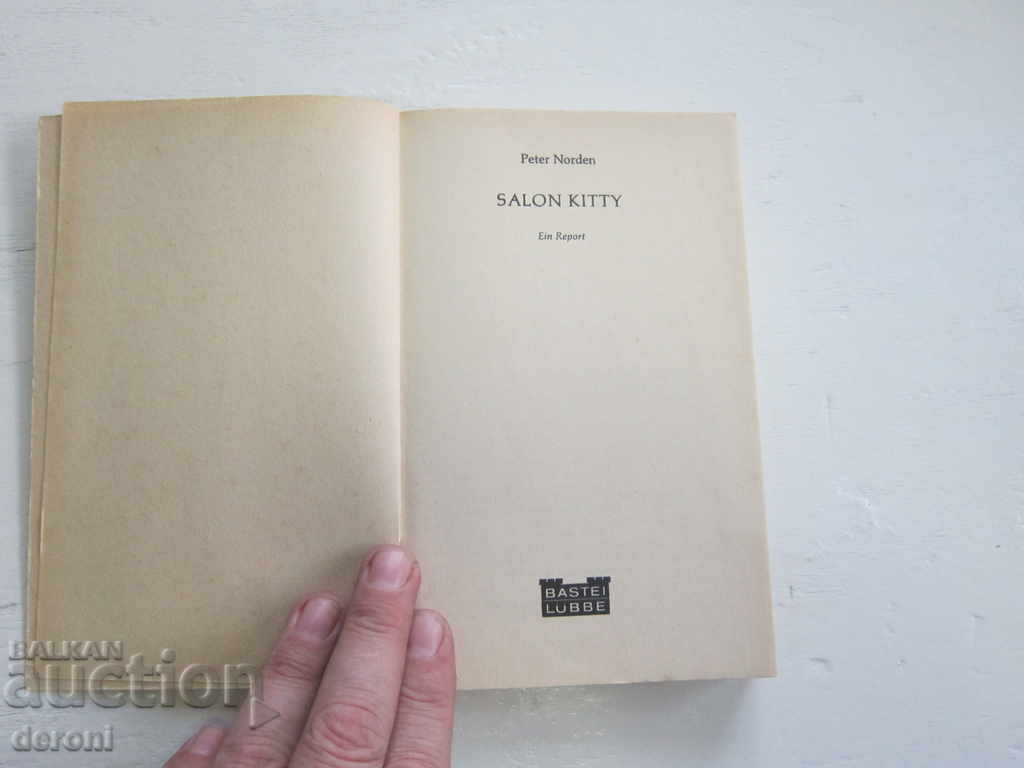 Peter Norden
SALON KITTY
Ein Report
BASTEI
LÜBBE
BALKAN
auction
deroni